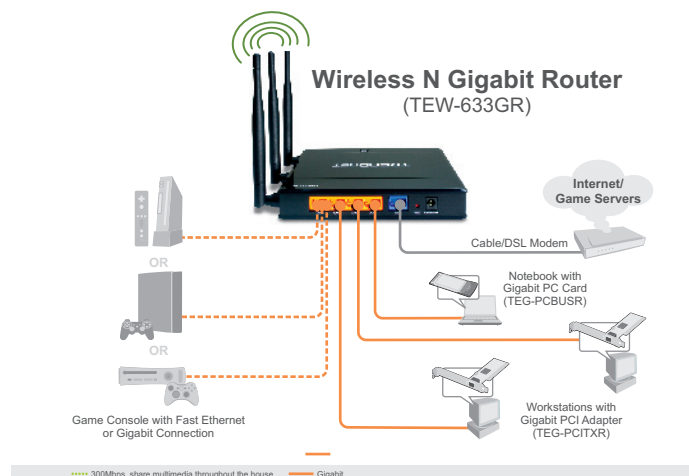 Wireless N Gigabit Router
(TEW-633GR)
TRENDnet
Internet/
Game Servers
Cable/DSL Modem
OR
Notebook with
Gigabit PC Card
(TEG-PCBUSR)
OR
Game Console with Fast Ethernet
or Gigabit Connection
Workstations with
Gigabit PCI Adapter
(TEG-PCITXR)
300Mbps, share multimedia throughout the house
Gigabit